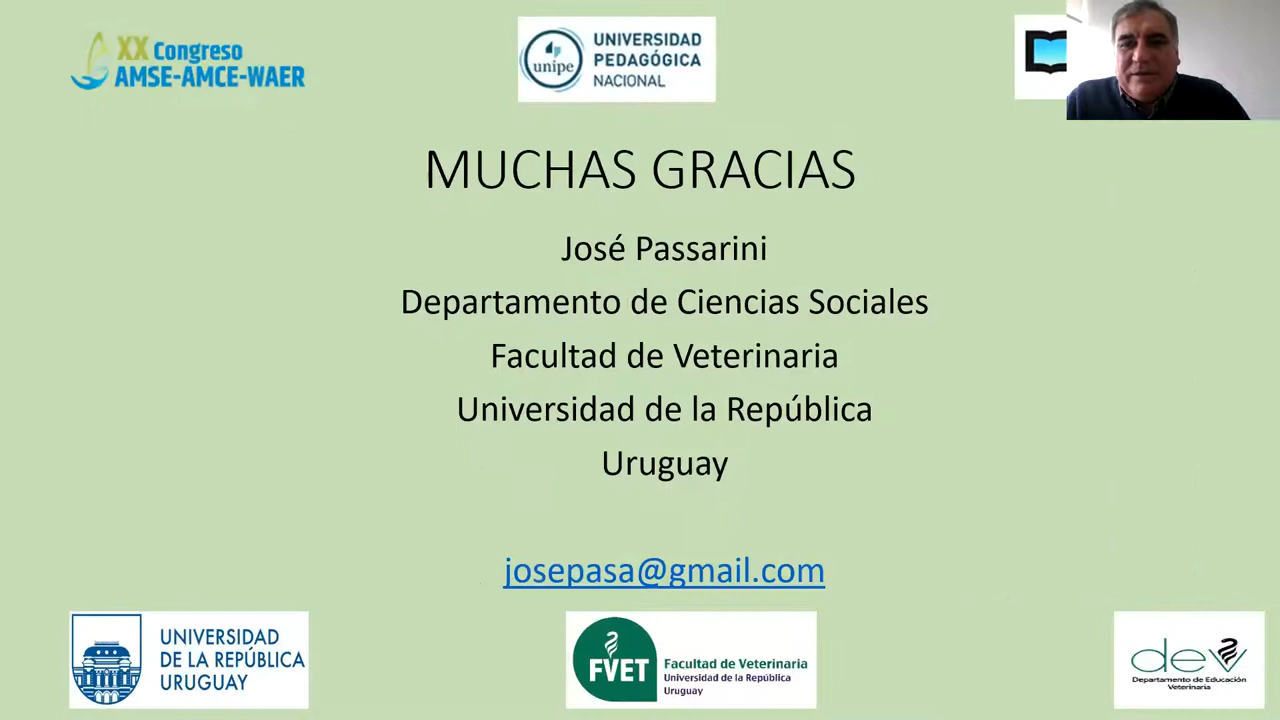 XX Congreso
AMSE-AMCE-WAER
unipe
UNIVERSIDAD
PEDAGÓGICA
NACIONAL
MUCHAS GRACIAS
José Passarini
Departamento de Ciencias Sociales
Facultad de Veterinaria
Universidad de la República
Uruguay
josepasa@gmail.com
UNIVERSIDAD
DE LA REPÚBLICA
URUGUAY
FVET
Facultad de Veterinaria
Universidad de la República
Uruguay
dev
Departamento de Educación
Veterinaria